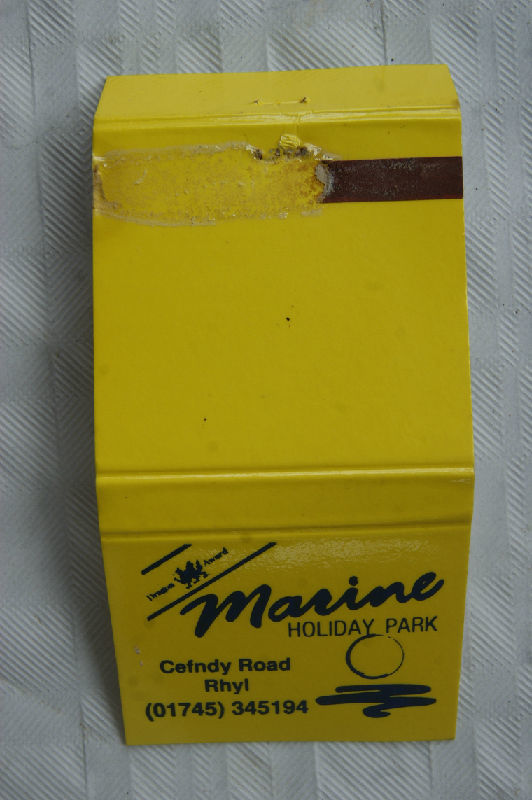 Dragon Award
Marine
HOLIDAY PARK
Cefndy Road
Rhyl
(01745) 345194